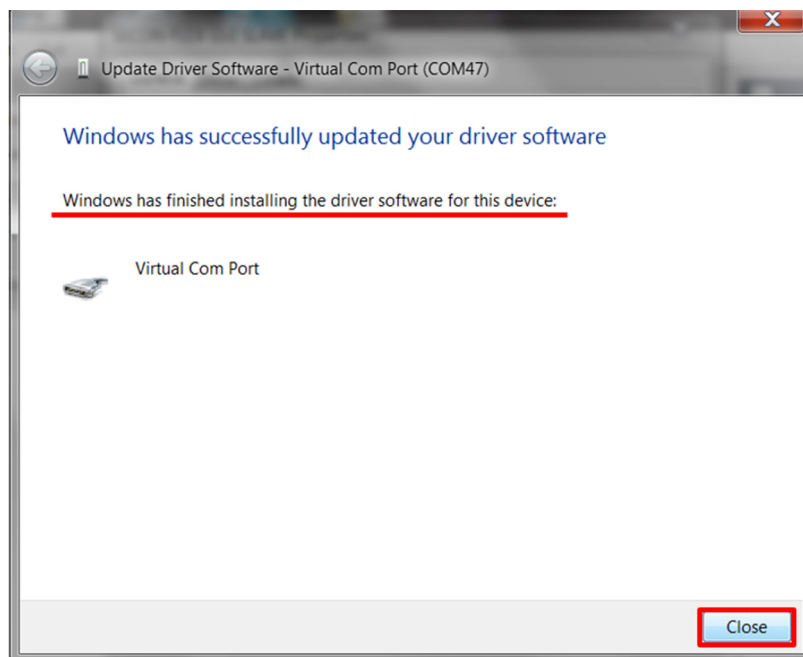 Update Driver Software - Virtual Com Port (COM47)
Windows has successfully updated your driver software
Windows has finished installing the driver software for this device:
Virtual Com Port
Close